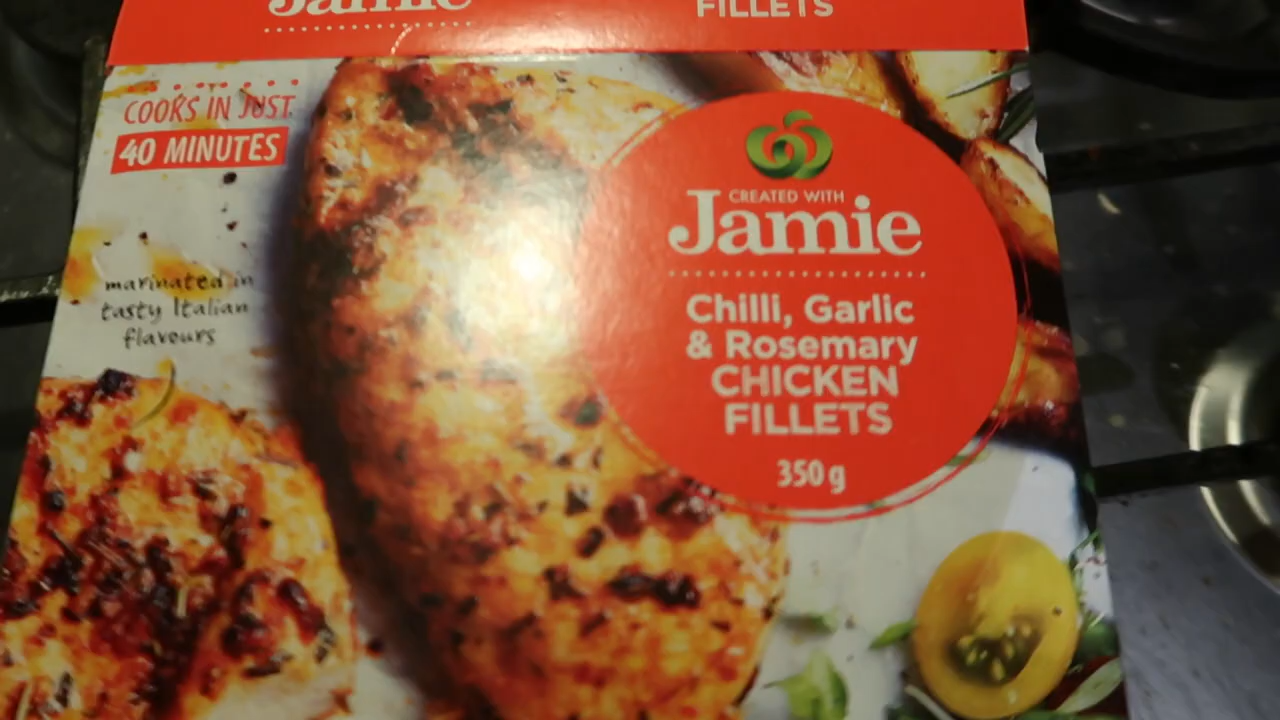 Jamie
FILLETS
COOKS IN JUST
40 MINUTES
marinated in
tasty Italian
flavours
CREATED WITH
Jamie
Chilli, Garlic
& Rosemary
CHICKEN
FILLETS
350 g